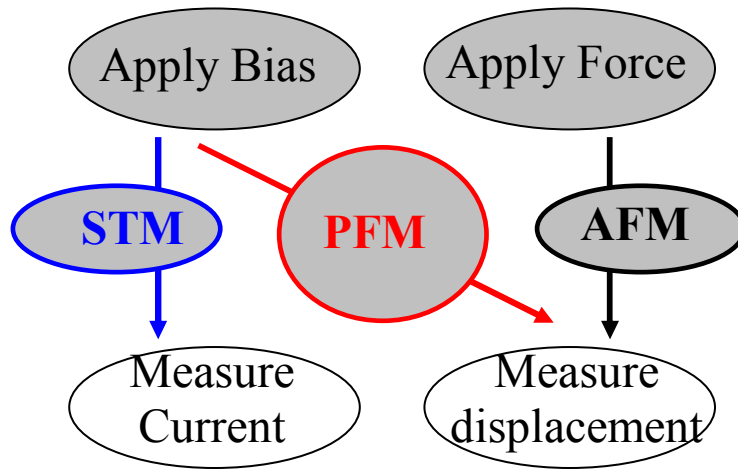 Apply Bias
Apply Force
STM
PFM
AFM
Measure
Current
Measure
displacement